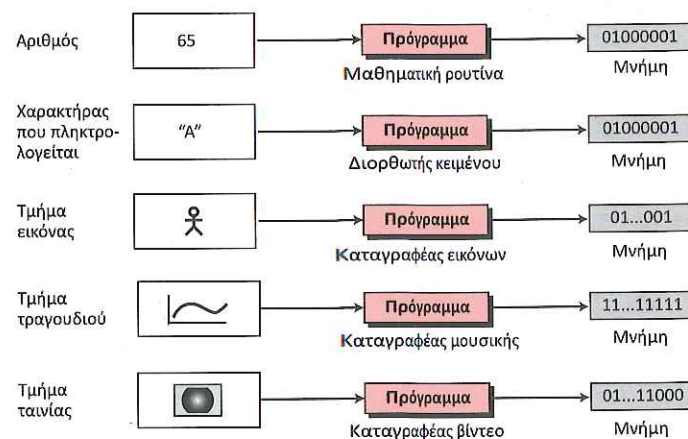 Αριθμός
65
Πρόγραμμα
01000001
Μαθηματική ρουτίνα
Μνήμη
Χαρακτήρας
που πληκτρο-
λογείται
“A”
Πρόγραμμα
01000001
Διορθωτής κειμένου
Μνήμη
Τμήμα
εικόνας
Πρόγραμμα
01...001
Καταγραφέας εικόνων
Μνήμη
Τμήμα
τραγουδιού
Πρόγραμμα
11...11111
Καταγραφέας μουσικής
Μνήμη
Τμήμα
ταινίας
Πρόγραμμα
01...11000
Καταγραφέας βίντεο
Μνήμη